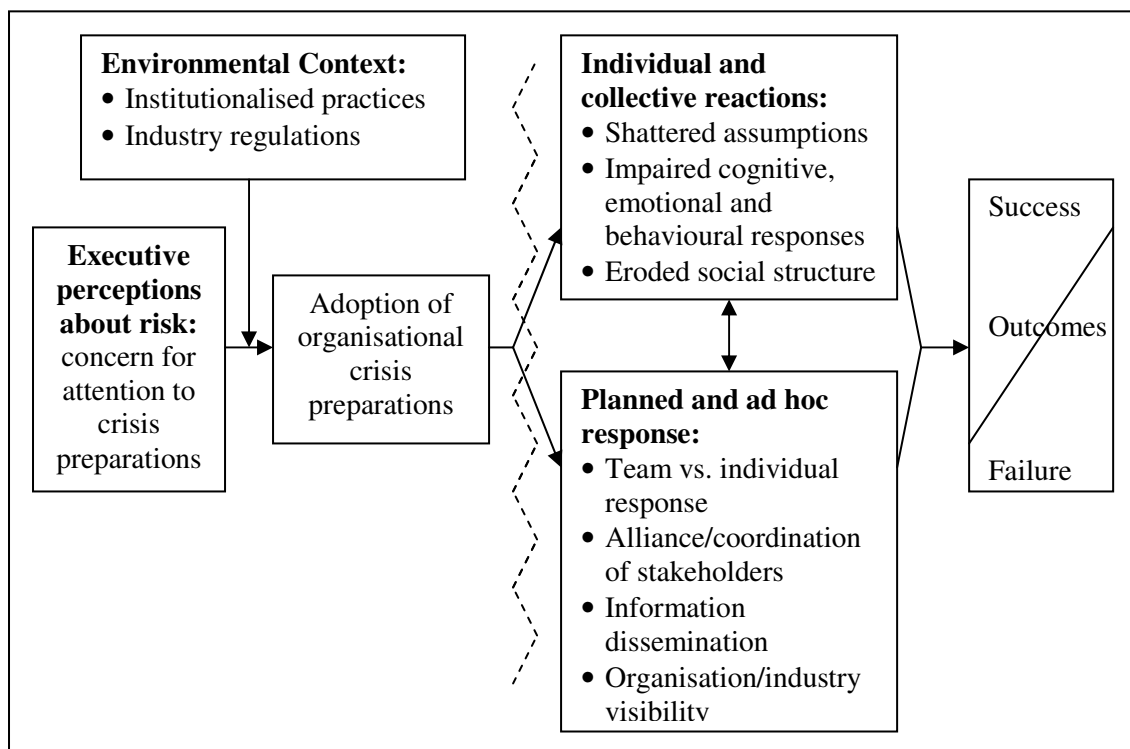 Environmental Context:
• Institutionalised practices
• Industry regulations
Executive
perceptions
about risk:
concern for
attention to
crisis
preparations
Adoption of
organisational
crisis
preparations
Individual and
collective reactions:
• Shattered assumptions
• Impaired cognitive,
emotional and
behavioural responses
• Eroded social structure
Planned and ad hoc
response:
• Team vs. individual
response
• Alliance/coordination
of stakeholders
• Information
dissemination
• Organisation/industry
visibility
Success
Outcomes
Failure